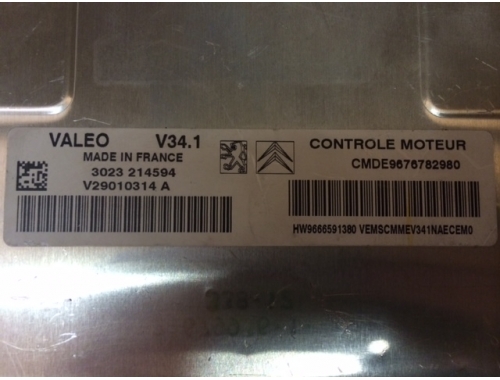 VALEO V34.1
MADE IN FRANCE
3023 214594
V29010314 A
CONTROLE MOTEUR
CMDE9676782980
HW9666591380 VEMSCMMEV341NAECEM0